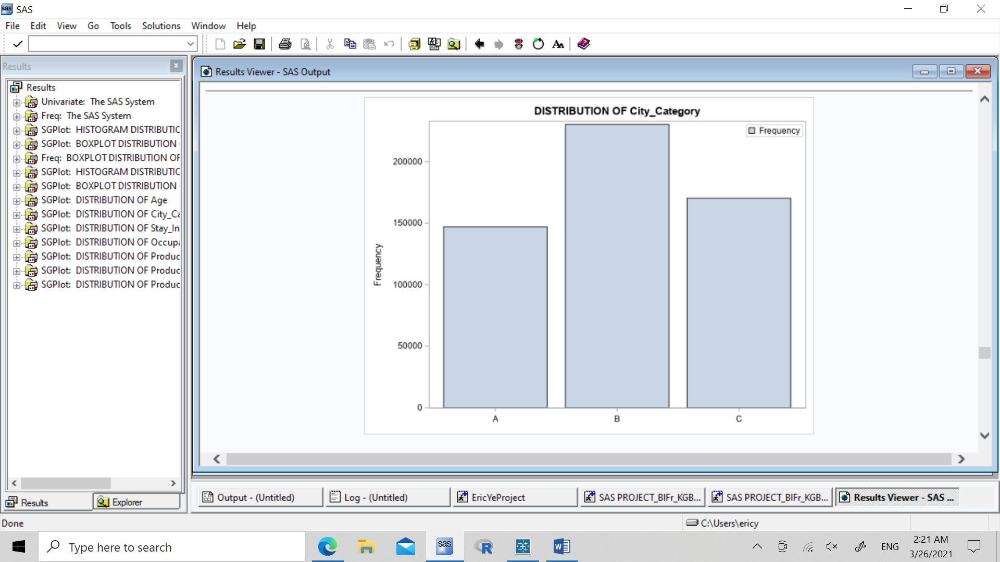 SAS
File Edit View Go Tools Solutions Window Help
Results
Results
Univariate: The SAS System
Freq: The SAS System
SGPlot: HISTOGRAM DISTRIBUTIC
SGPlot: BOXPLOT DISTRIBUTION
Freq: BOXPLOT DISTRIBUTION OF
SGPlot: HISTOGRAM DISTRIBUTIC
SGPlot: BOXPLOT DISTRIBUTION
SGPlot: DISTRIBUTION OF Age
SGPlot: DISTRIBUTION OF City_Ca
SGPlot: DISTRIBUTION OF Stay_In
SGPlot: DISTRIBUTION OF Occupa
SGPlot: DISTRIBUTION OF Produc
SGPlot: DISTRIBUTION OF Produc
SGPlot: DISTRIBUTION OF Produc
Results Explorer
Results Viewer - SAS Output
DISTRIBUTION OF City_Category
Frequency
200000
150000
100000
50000
0
Frequency
A B C
Output - (Untitled) Log - (Untitled) EricYeProject SAS PROJECT_BIFr_KGB... SAS PROJECT_BIFr_KGB... Results Viewer - SAS ...
Done C:\Users\ericy
Type here to search
sas
R
W
ENG
2:21 AM
3/26/2021